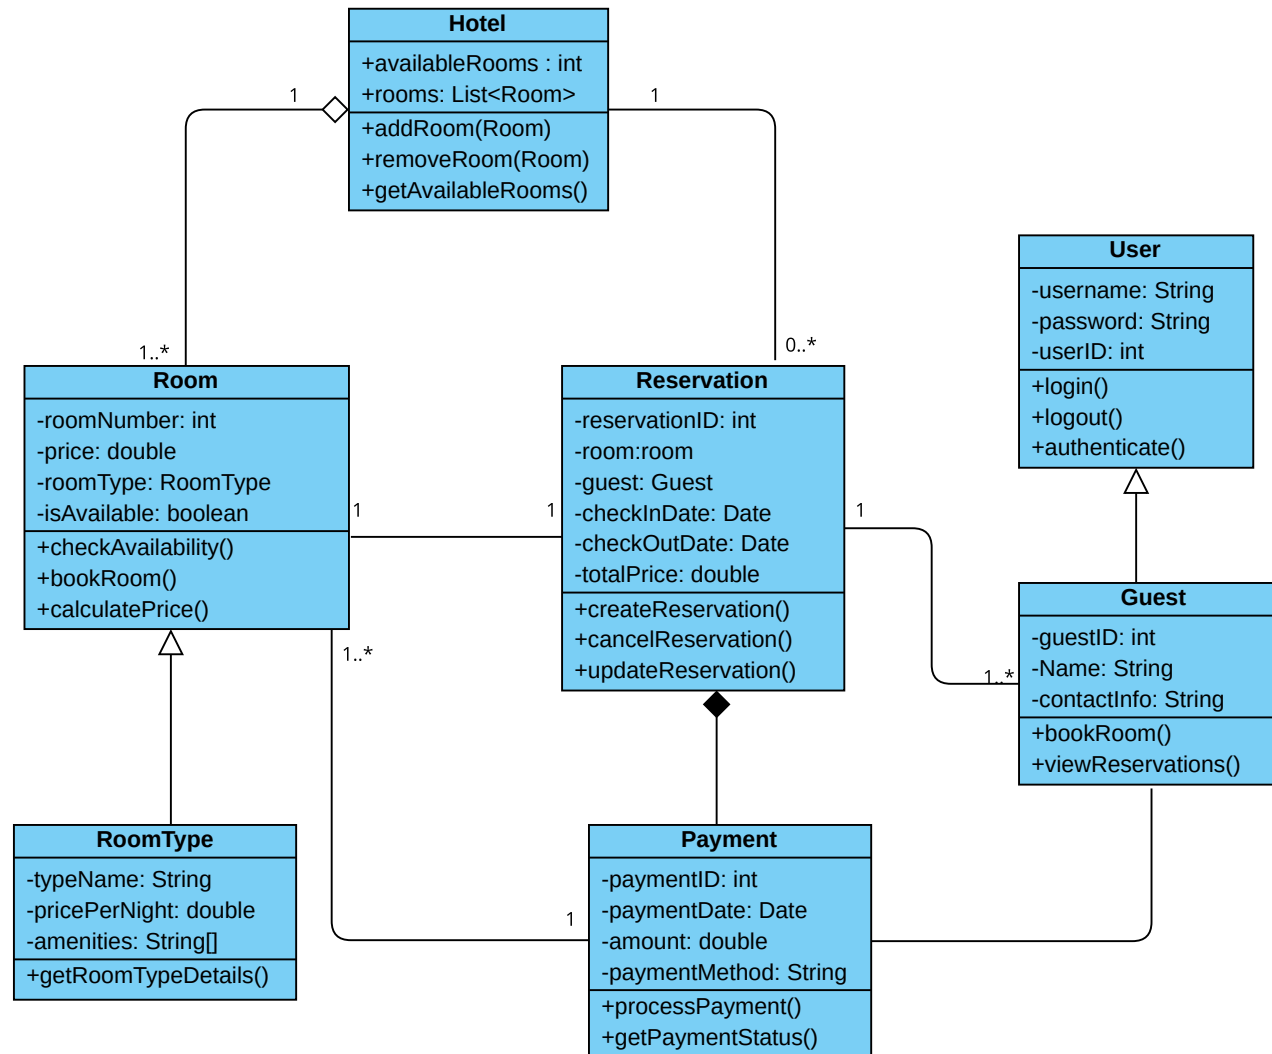 Hotel
+availableRooms : int
+rooms: List<Room>
+addRoom(Room)
+removeRoom(Room)
+getAvailableRooms()
1
1
1..*
0..*
User
-username: String
-password: String
-userID: int
+login()
+logout()
+authenticate()
Room
-roomNumber: int
-price: double
-roomType: RoomType
-isAvailable: boolean
+checkAvailability()
+bookRoom()
+calculatePrice()
1
1
Reservation
-reservationID: int
-room:room
-guest: Guest
-checkInDate: Date
-checkOutDate: Date
-totalPrice: double
+createReservation()
+cancelReservation()
+updateReservation()
1
1..*
Guest
-guestID: int
-Name: String
-contactInfo: String
+bookRoom()
+viewReservations()
1..*
RoomType
-typeName: String
-pricePerNight: double
-amenities: String[]
+getRoomTypeDetails()
1
Payment
-paymentID: int
-paymentDate: Date
-amount: double
-paymentMethod: String
+processPayment()
+getPaymentStatus()